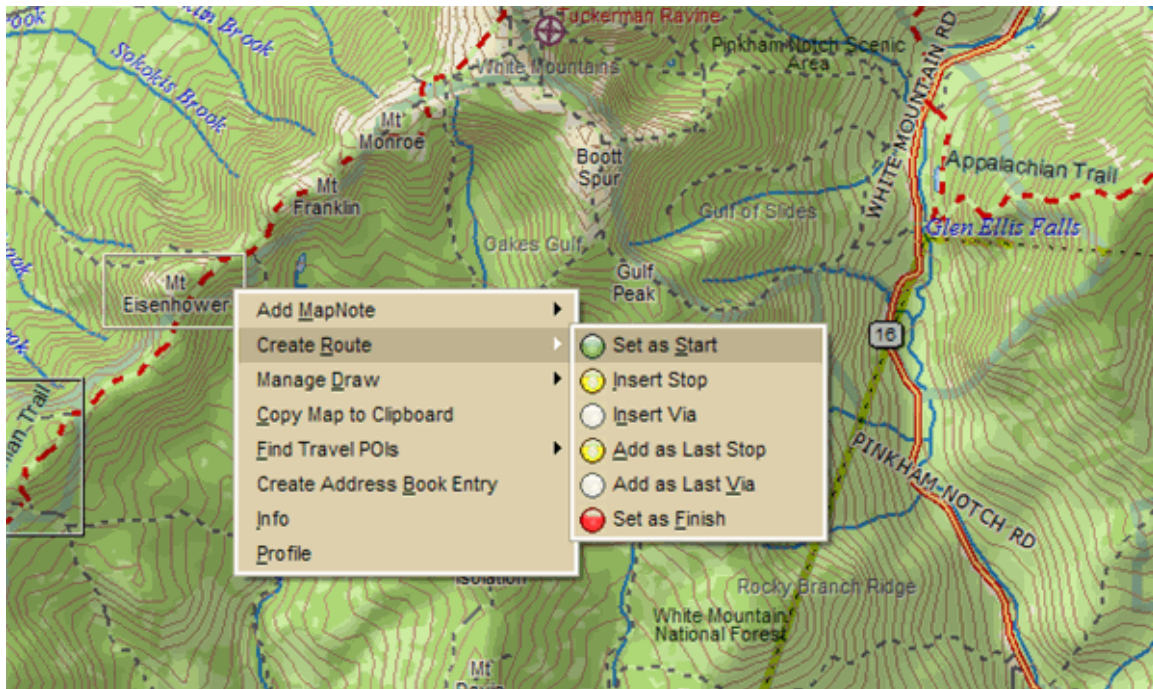 Tuckerman Ravine
Sokokis Brook
Brook
Pinkham Notch Scenic
Area
White Mountains
WHITE MOUNTAIN RD
Mt
Monroe
Boott
Spur
Appalachian Trail
Mt
Franklin
Gulf of Slides
Glen Ellis Falls
Oakes Gulf
Mt
Eisenhower
Gulf
Peak
Add MapNote
Create Route
Manage Draw
Copy Map to Clipboard
Find Travel POIs
Create Address Book Entry
Info
Profile
Set as Start
Insert Stop
Insert Via
Add as Last Stop
Add as Last Via
Set as Finish
16
Trail
PINKHAM NOTCH RD
Isolation
Rocky Branch Ridge
White Mountain
National Forest
Mt